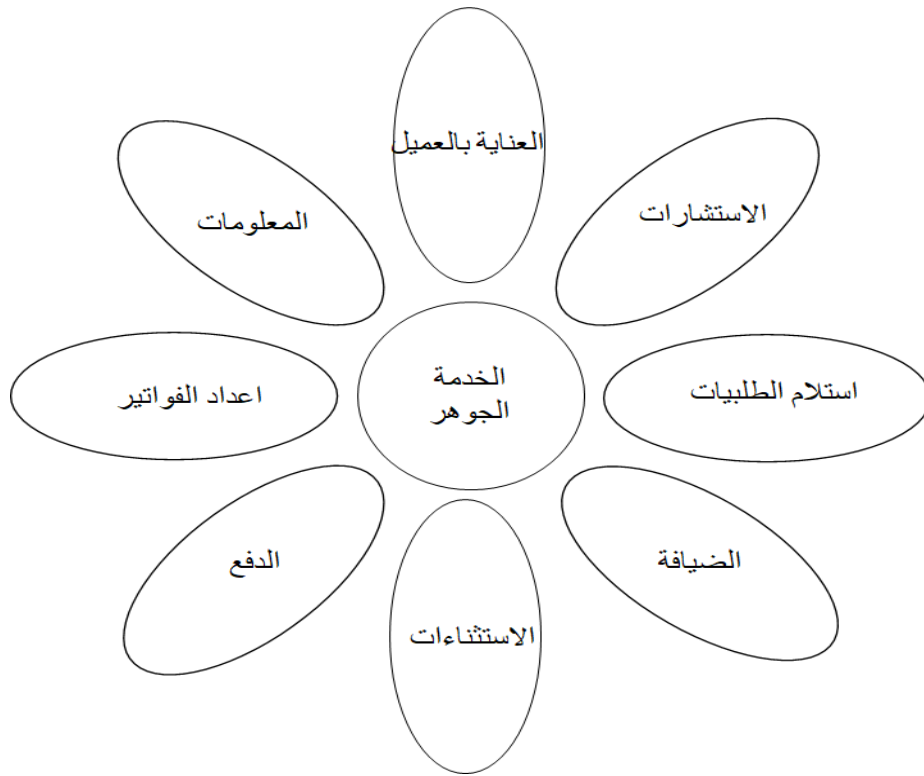 العناية بالعميل
الاستشارات
المعلومات
الخدمة
الجوهر
استلام الطلبيات
اعداد الفواتير
الضيافة
الدفع
الاستثناءات